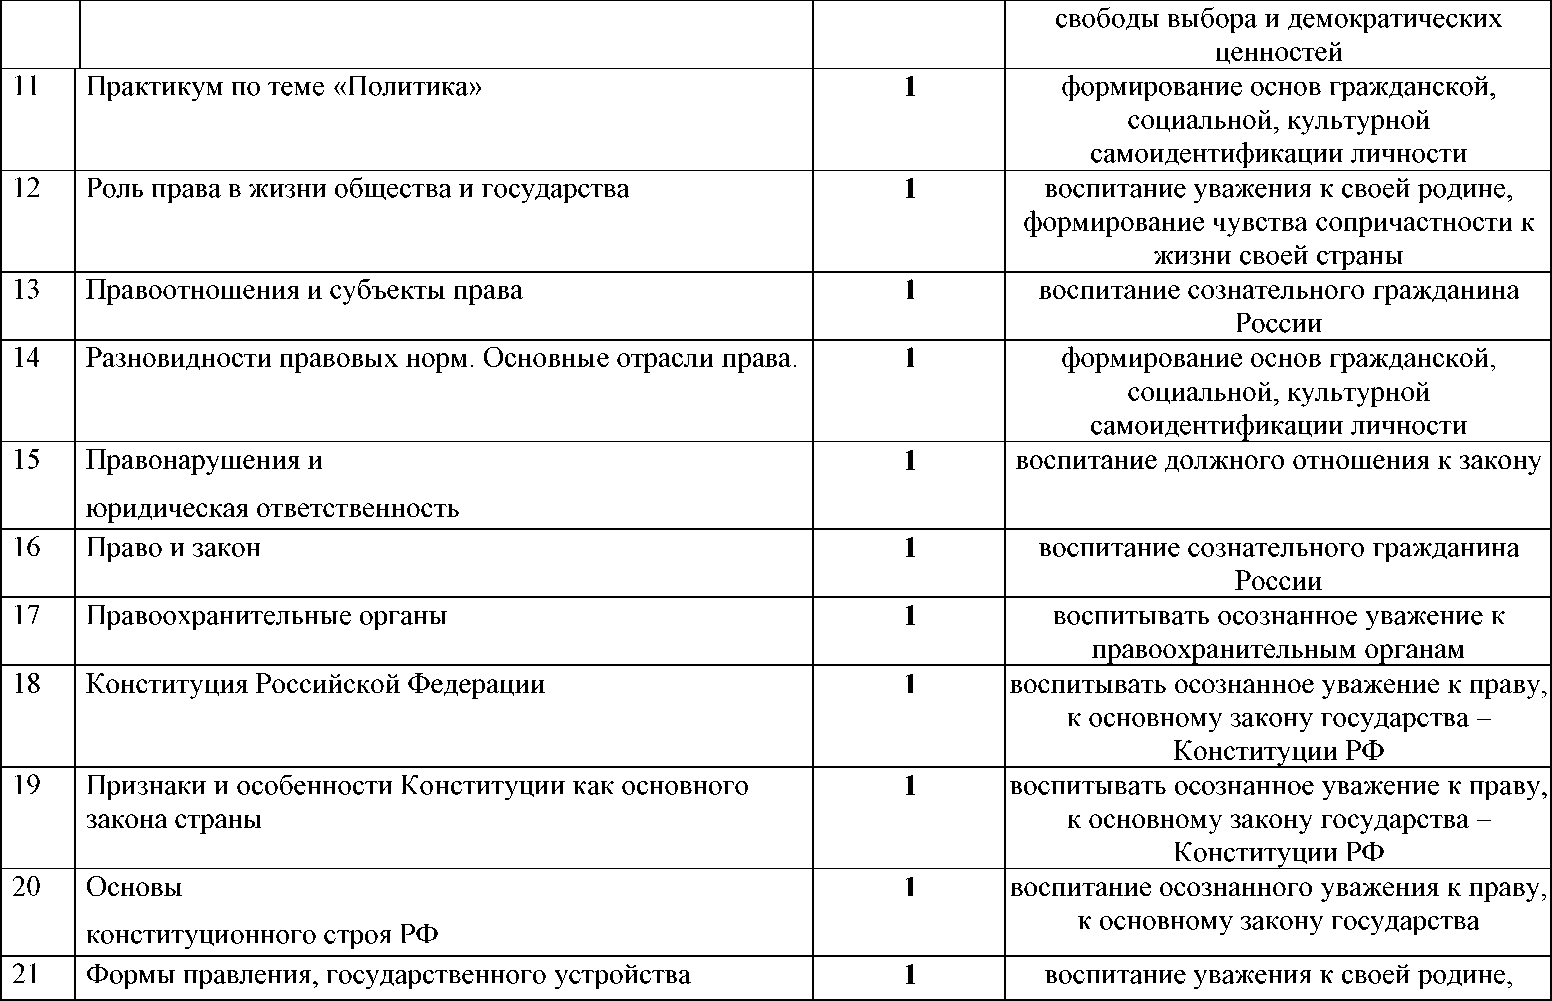 свободы выбора и демократических
ценностей
11 Практикум по теме «Политика» 1 формирование основ гражданской,
социальной, культурной
самоидентификации личности
12 Роль права в жизни общества и государства 1 воспитание уважения к своей родине,
формирование чувства сопричастности к
жизни своей страны
13 Правоотношения и субъекты права 1 воспитание сознательного гражданина
России
14 Разновидности правовых норм. Основные отрасли права. 1 формирование основ гражданской,
социальной, культурной
самоидентификации личности
15 Правонарушения и 1 воспитание должного отношения к закону
юридическая ответственность
16 Право и закон 1 воспитание сознательного гражданина
России
17 Правоохранительные органы 1 воспитывать осознанное уважение к
правоохранительным органам
18 Конституция Российской Федерации 1 воспитывать осознанное уважение к праву,
к основному закону государства –
Конституции РФ
19 Признаки и особенности Конституции как основного 1 воспитывать осознанное уважение к праву,
закона страны к основному закону государства –
Конституции РФ
20 Основы 1 воспитание осознанного уважения к праву,
к основному закону государства
конституционного строя РФ
21 Формы правления, государственного устройства 1 воспитание уважения к своей родине,